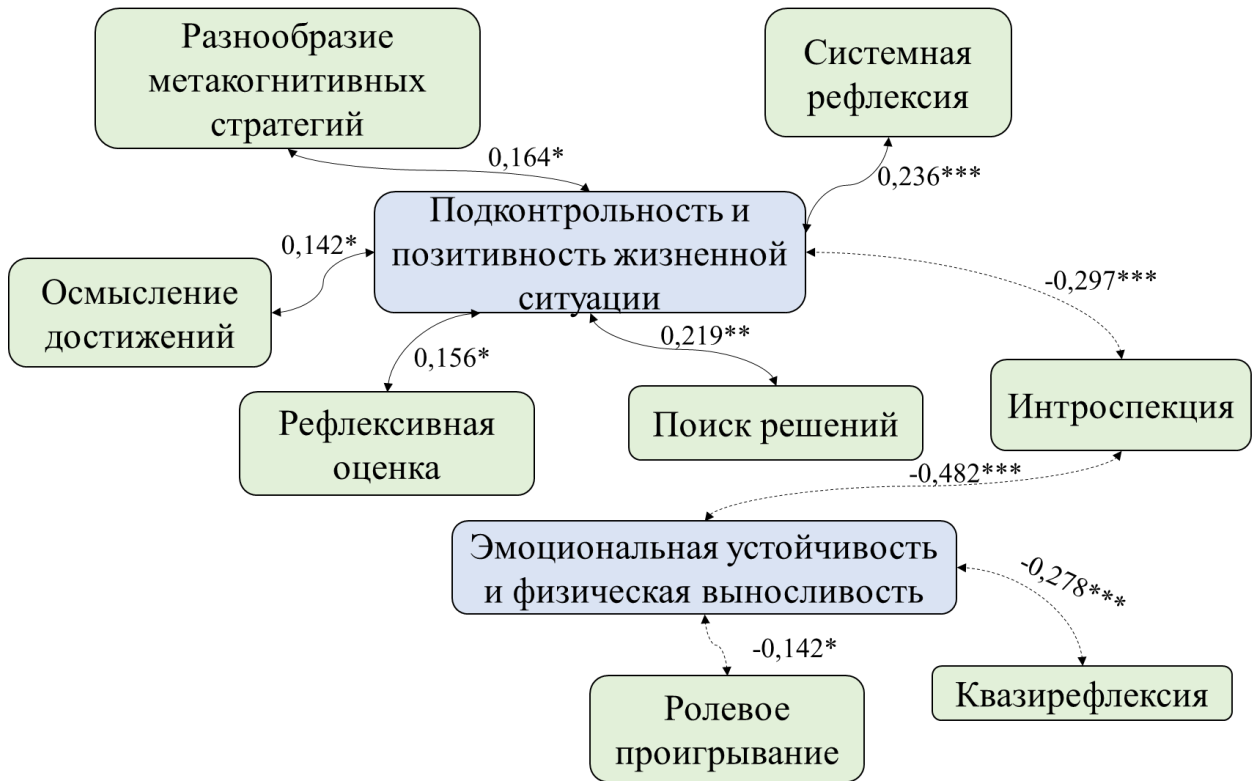 Разнообразие
метакогнитивных
стратегий
Системная
рефлексия
0,164*
0,236***
Подконтрольность и
позитивность жизненной
ситуации
0,142*
-0,297***
Осмысление
достижений
0,156*
0,219**
Рефлексивная
оценка
Поиск решений
Интроспекция
-0,482***
Эмоциональная устойчивость
и физическая выносливость
-0,278***
-0,142*
Ролевое
проигрывание
Квазирефлексия